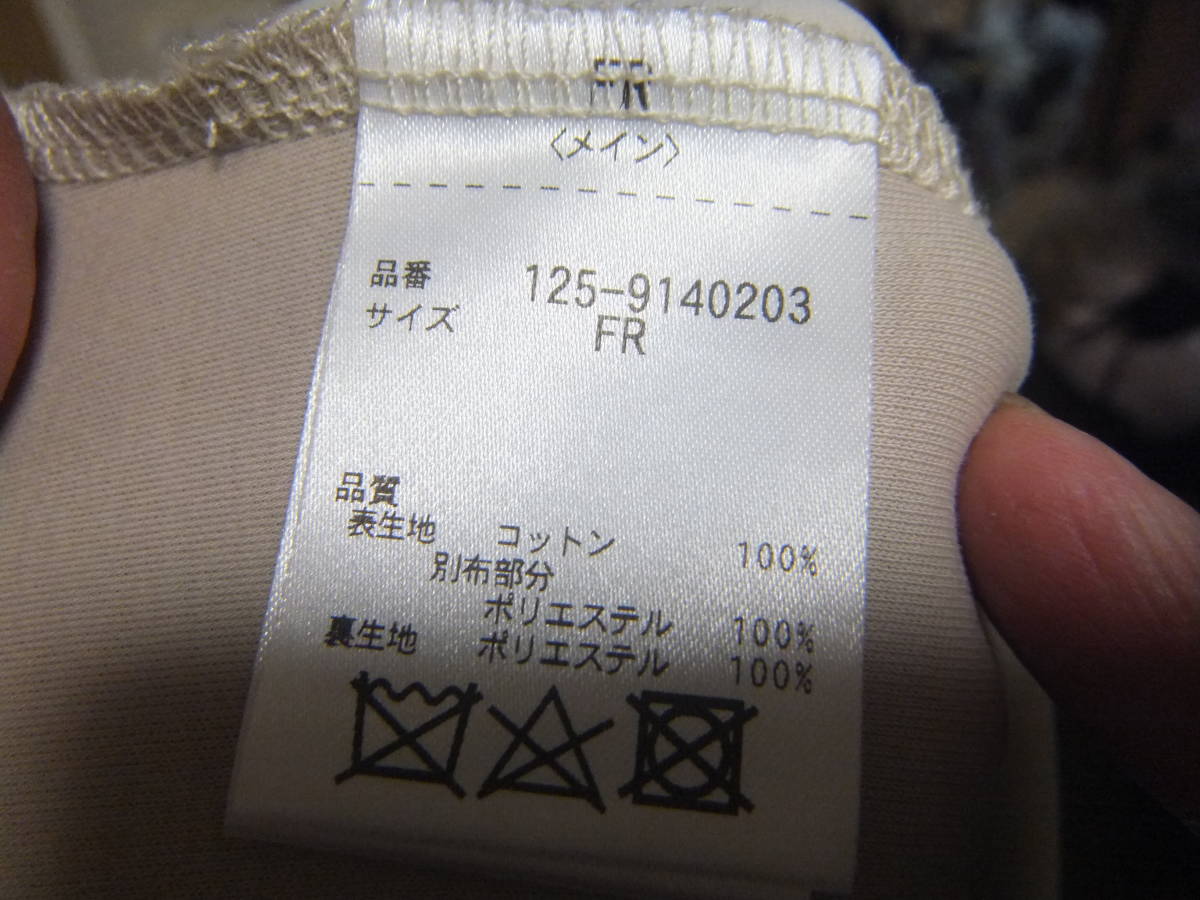 FR
〈メイン〉
品番 125-9140203
サイズ FR
品質
表生地 コットン 100%
別布部分
ポリエステル 100%
裏生地 ポリエステル 100%